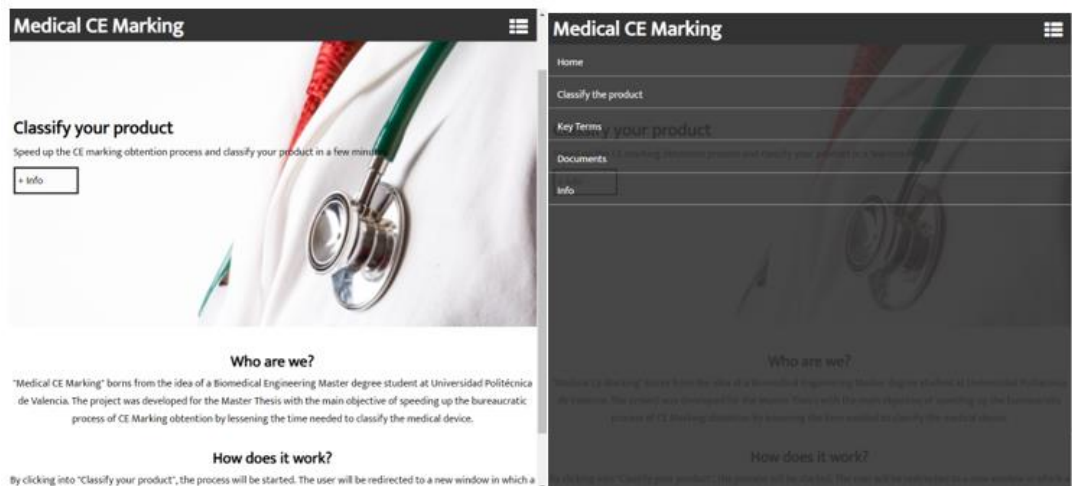 Medical CE Marking
Classify your product
Speed up the CE marking obtention process and classify your product in a few minutes
+ Info
Who are we?
"Medical CE Marking" borns from the idea of a Biomedical Engineering Master degree student at Universidad Politécnica
de Valencia. The project was developed for the Master Thesis with the main objective of speeding up the bureaucratic
process of CE Marking obtention by lessening the time needed to classify the medical device.
How does it work?
By clicking into "Classify your product", the process will be started. The user will be redirected to a new window in which a
Medical CE Marking
Home
Classify the product
Key Terms
Documents
Info
your product
Who are we?
How does it work?